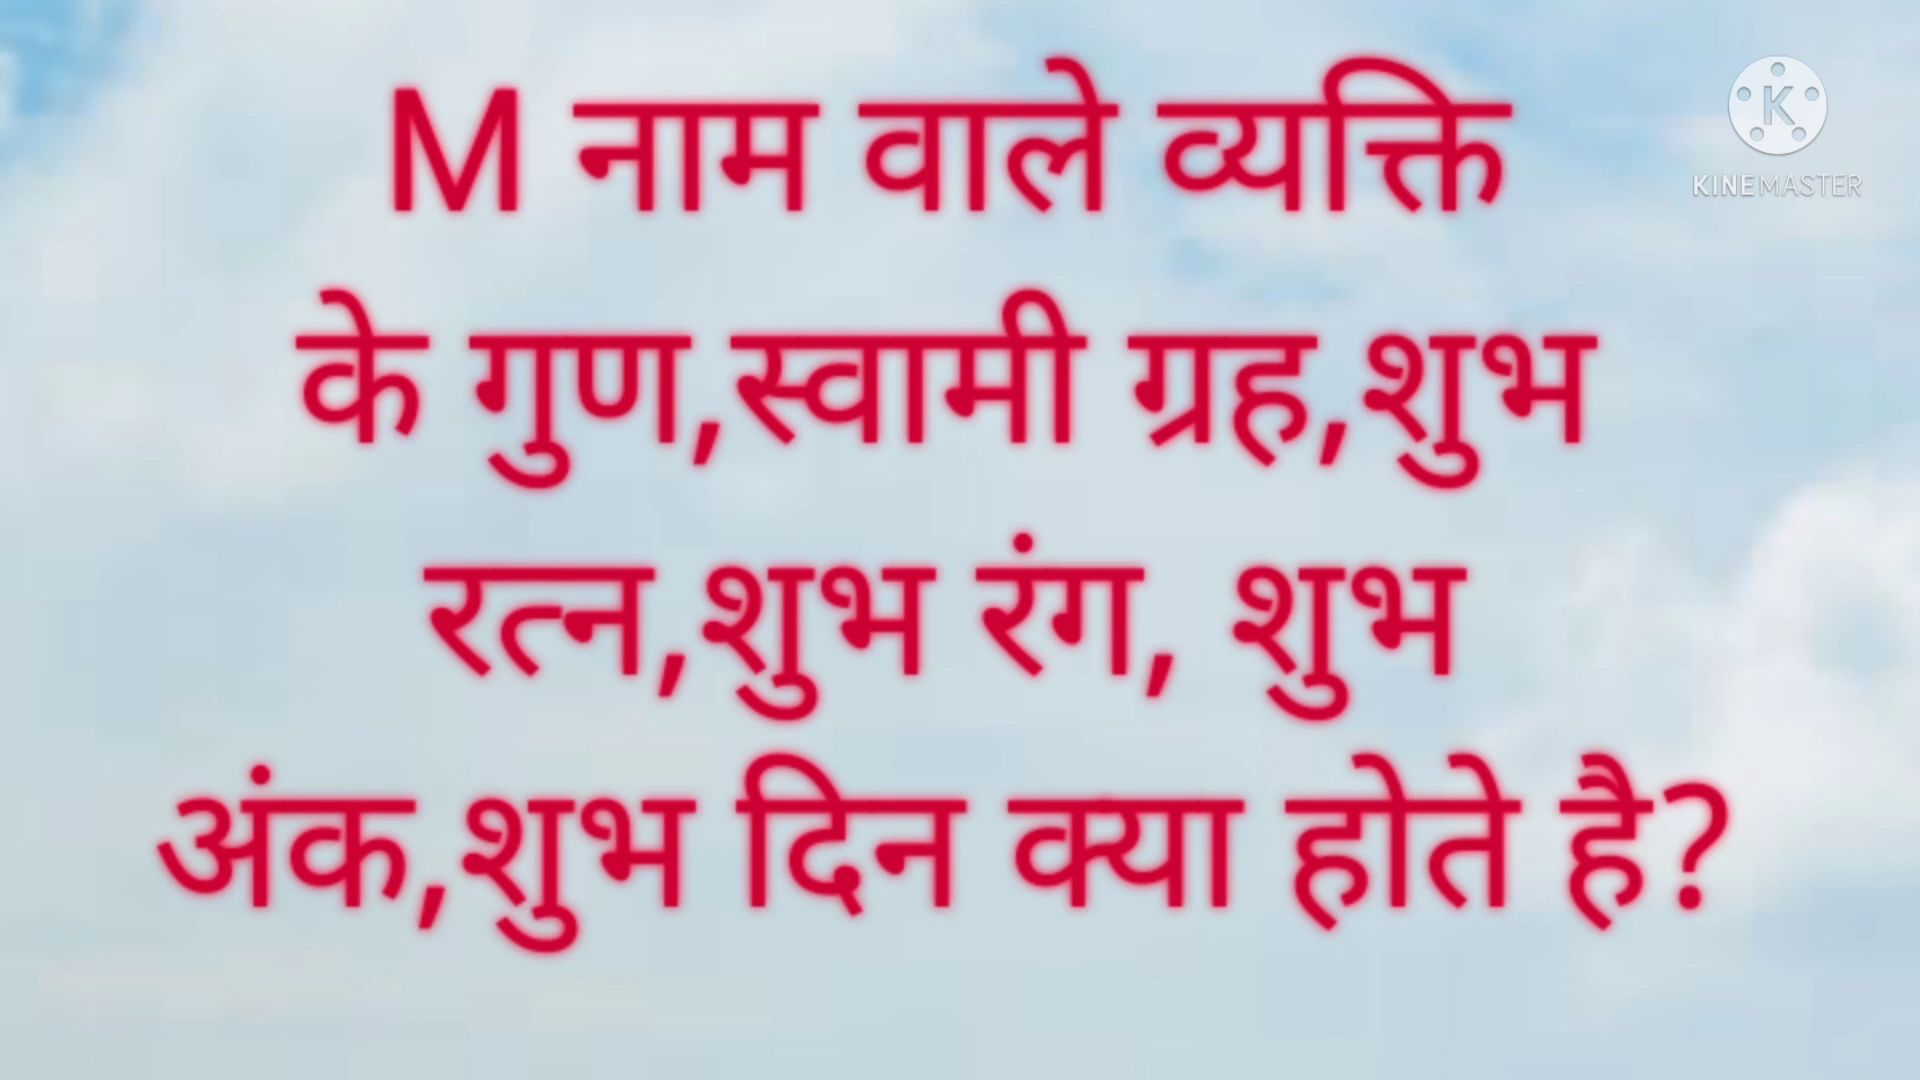 M नाम वाले व्यक्ति
के गुण,स्वामी ग्रह,शुभ
रत्न,शुभ रंग, शुभ
अंक,शुभ दिन क्या होते है?
K
KINEMASTER